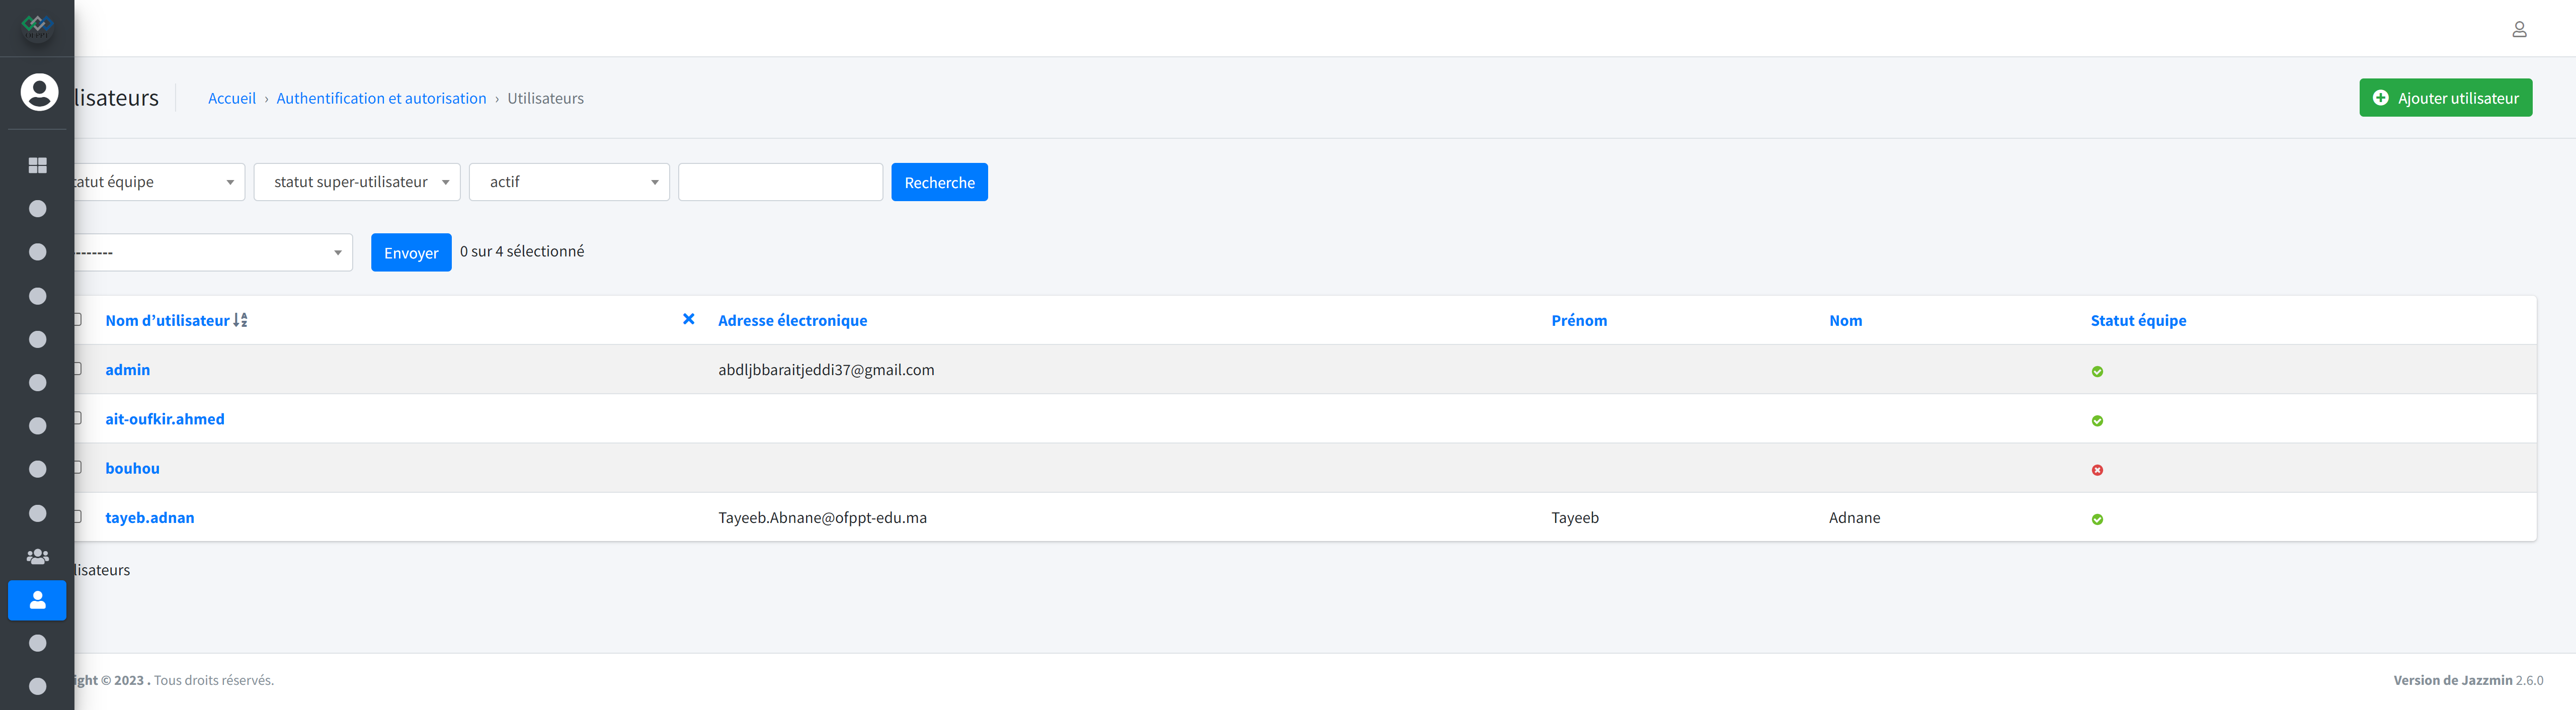 OFPPT
lisateurs
Accueil › Authentification et autorisation › Utilisateurs
Ajouter utilisateur
tatut équipe
statut super-utilisateur
actif
Recherche
--------
Envoyer
0 sur 4 sélectionné
Nom d’utilisateur Adresse électronique Prénom Nom Statut équipe
admin abdljbbaraitjeddi37@gmail.com
ait-oufkir.ahmed
bouhou
tayeb.adnan Tayeeb.Abnane@ofppt-edu.ma Tayeeb Adnane
lisateurs
ight © 2023 . Tous droits réservés.
Version de Jazzmin 2.6.0